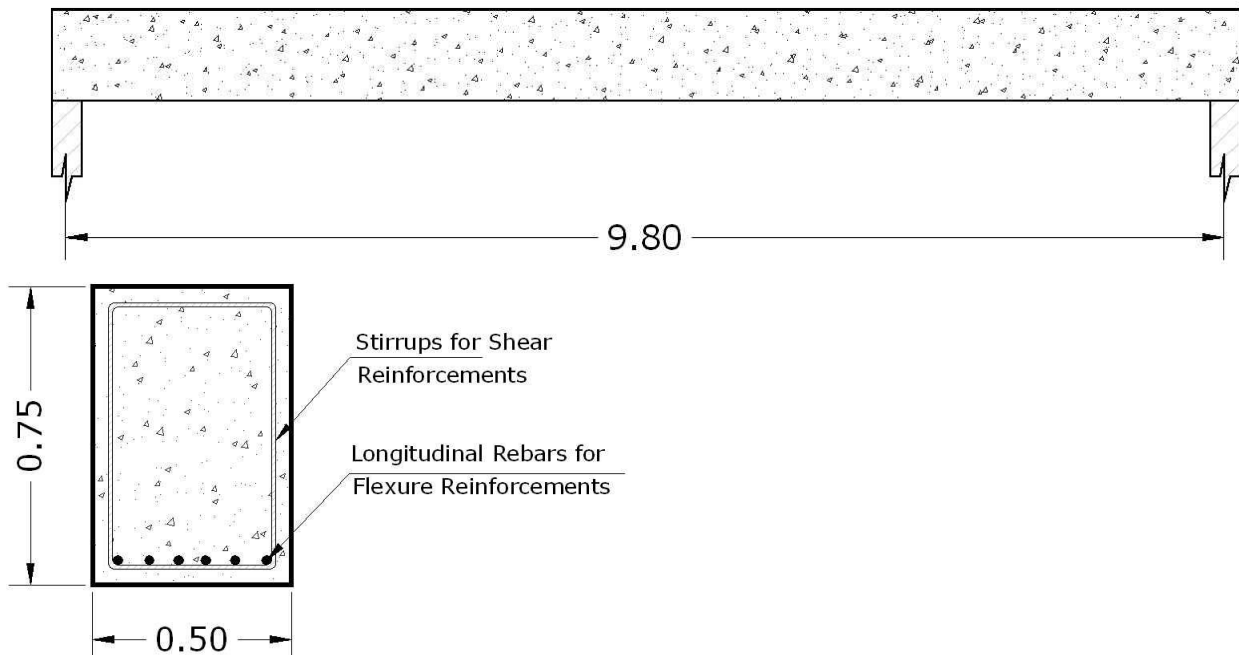 9.80
0.75
Stirrups for Shear
Reinforcements
Longitudinal Rebars for
Flexure Reinforcements
0.50